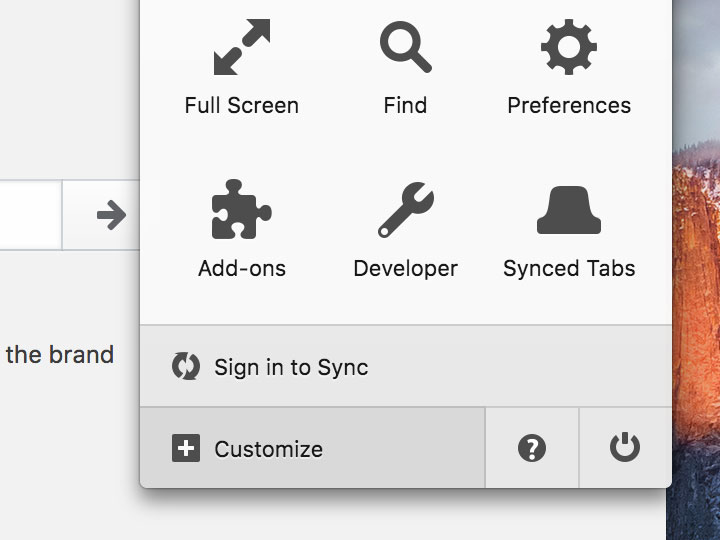 Full Screen Find Preferences
Add-ons Developer Synced Tabs
the brand
Sign in to Sync
Customize